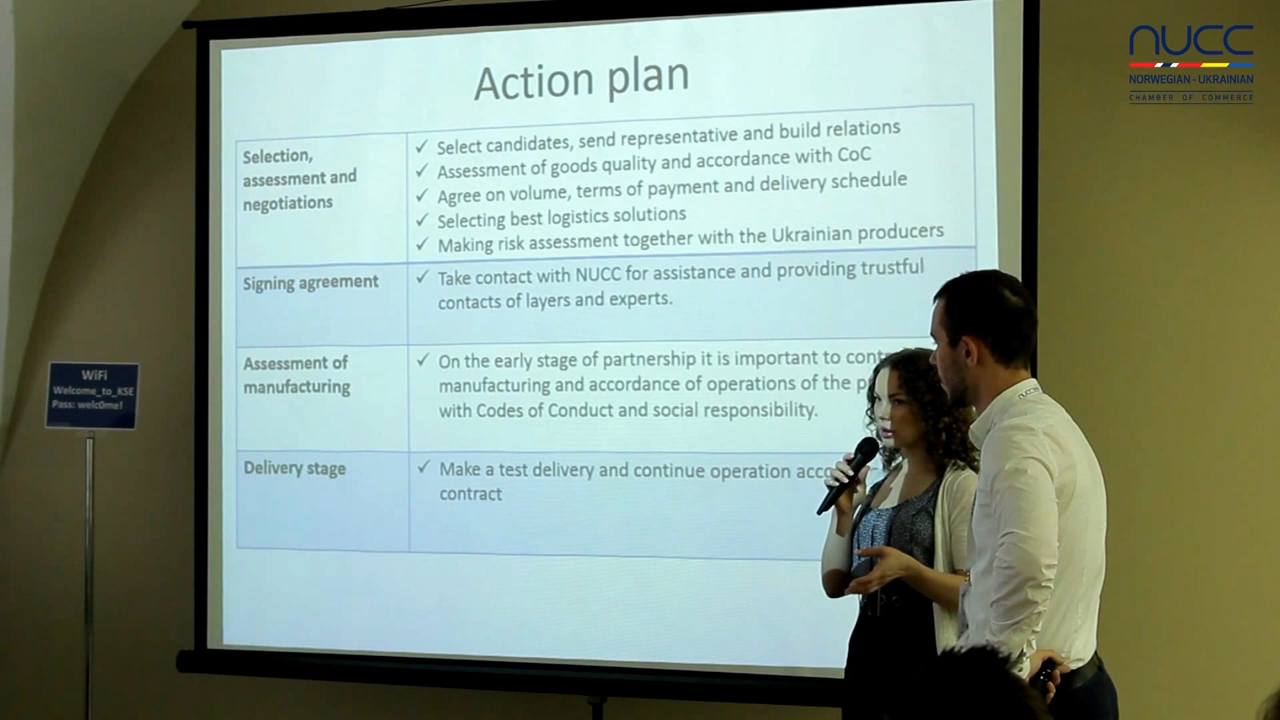 NUCC
NORWEGIAN - UKRAINIAN
CHAMBER OF COMMERCE
Action plan
Selection,
assessment and
negotiations
✓ Select candidates, send representative and build relations
✓ Assessment of goods quality and accordance with CoC
✓ Agree on volume, terms of payment and delivery schedule
✓ Selecting best logistics solutions
✓ Making risk assessment together with the Ukrainian producers
Signing agreement
✓ Take contact with NUCC for assistance and providing trustful
contacts of layers and experts.
Assessment of
manufacturing
✓ On the early stage of partnership it is important to
manufacturing and accordance of operations of the
with Codes of Conduct and social responsibility.
Delivery stage
✓ Make a test delivery and continue operation
contract
WiFi
Welcome_to_KSE
Pass: welc0me!